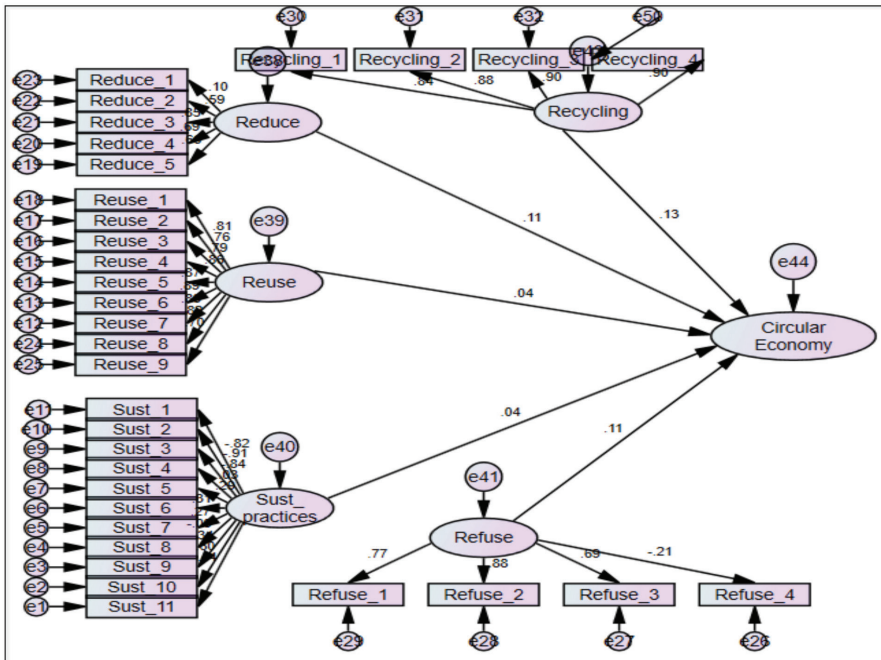 e30
e31
e32
e50
Recycling_1
Recycling_2
Recycling_3
Recycling_4
e38
.84
.88
.90
.90
Recycling
e23
Reduce_1
e22
Reduce_2
e21
Reduce_3
e20
Reduce_4
e19
Reduce_5
.10
.59
.85
.69
Reduce
.11
.13
e18
Reuse_1
e17
Reuse_2
e16
Reuse_3
e15
Reuse_4
e14
Reuse_5
e13
Reuse_6
e12
Reuse_7
e24
Reuse_8
e25
Reuse_9
.81
.76
.79
.87
e39
Reuse
.04
e44
Circular
Economy
e11
Sust_1
e10
Sust_2
e9
Sust_3
e8
Sust_4
e7
Sust_5
e6
Sust_6
e5
Sust_7
e4
Sust_8
e3
Sust_9
e2
Sust_10
e1
Sust_11
-.82
-.91
-.84
e40
Sust_
practices
.04
.11
e41
Refuse
.77
.88
.69
-.21
Refuse_1
Refuse_2
Refuse_3
Refuse_4
e29
e28
e27
e26